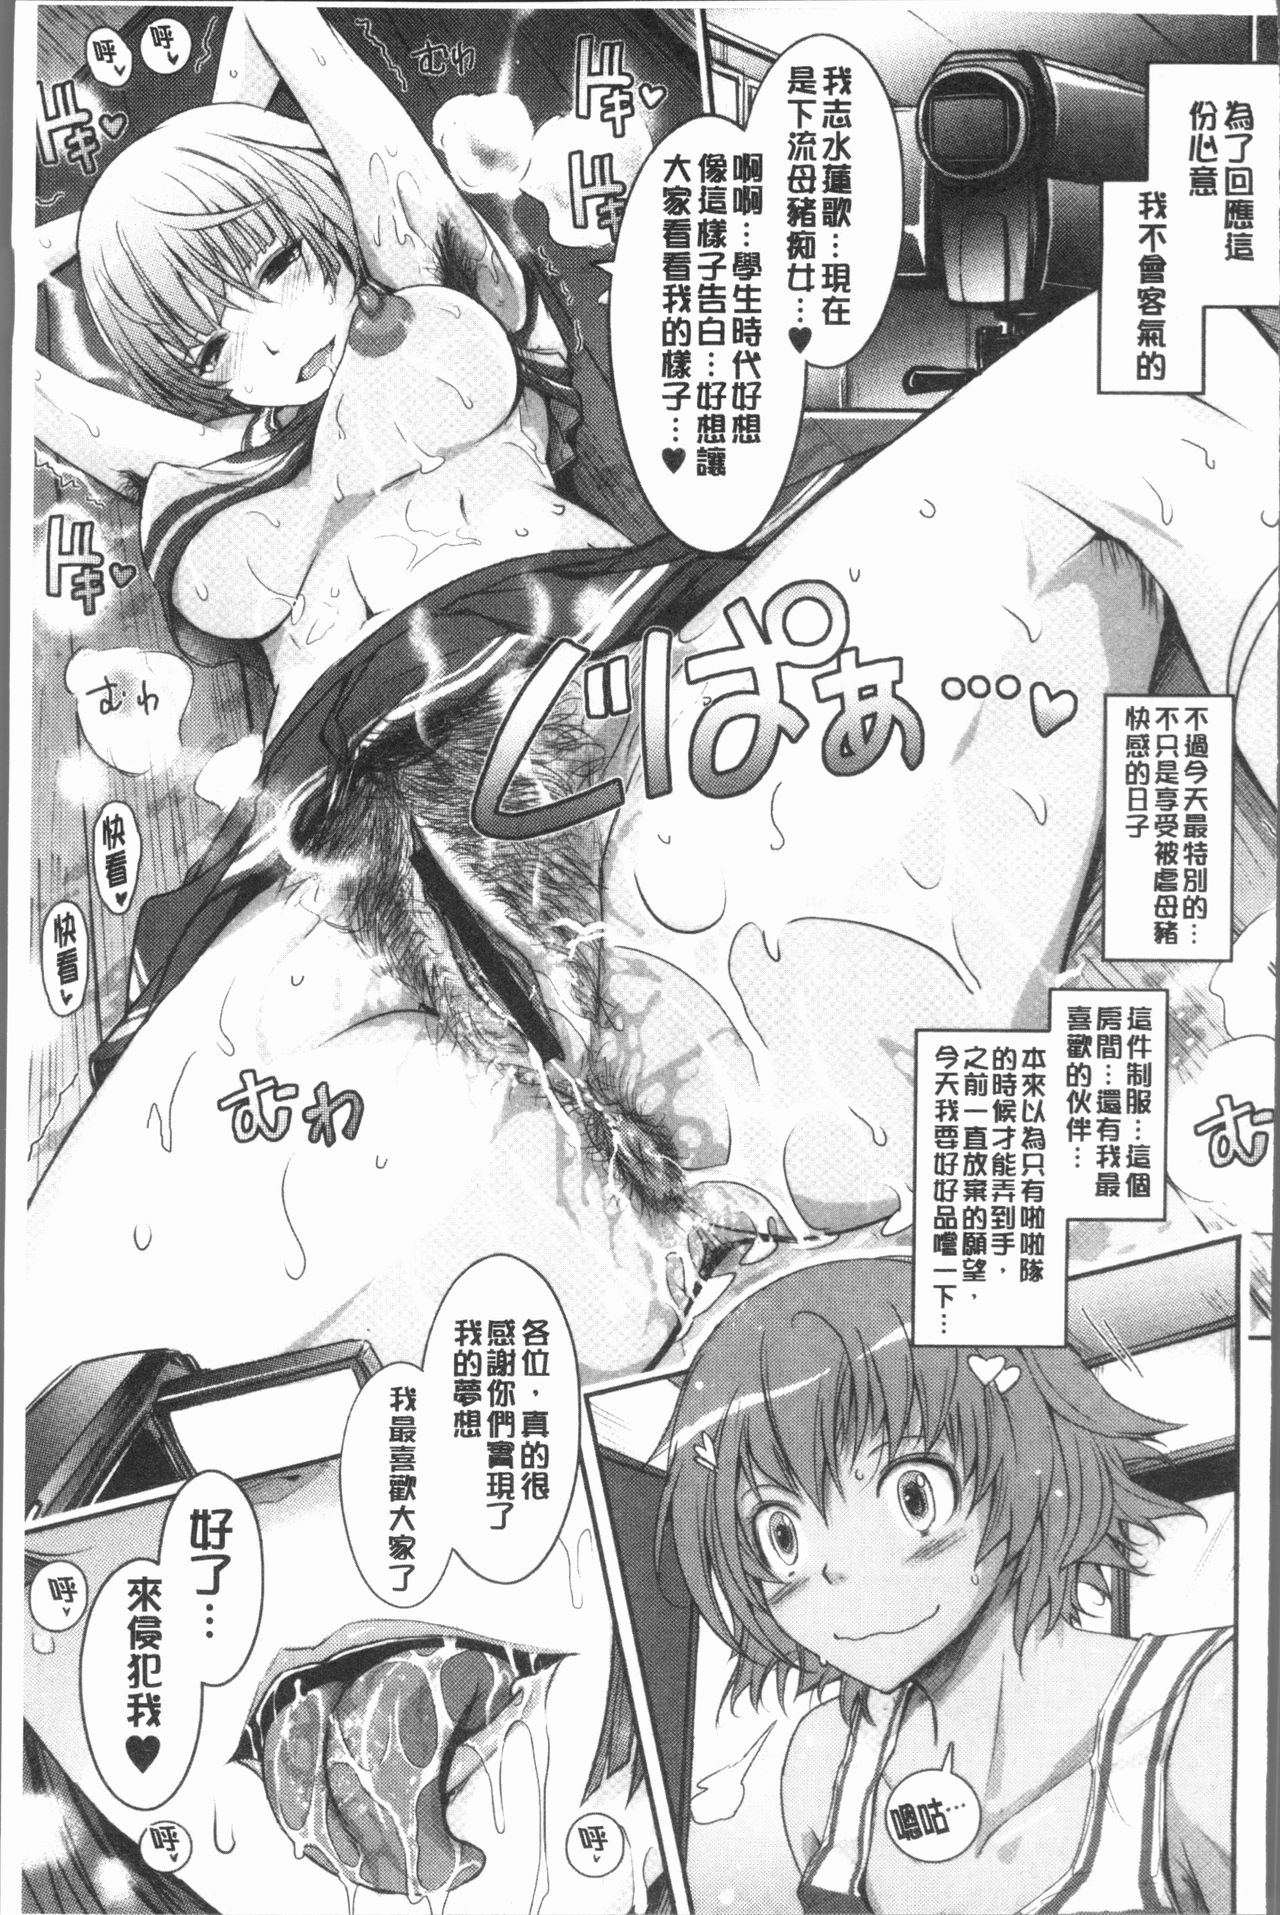 為了回應這
份心意
我不會客氣的
我志水蓮歌…現在
是下流母豬痴女…♥
啊啊…學生時代好想
像這樣子告白…好想讓
大家看看我的樣子…♥
呼♥
呼♥
むわ
ドキ
ドキ♥
ドキ
ドキ♥
ドキ
ドキ♥
むわ
くぱぁ…♥
快看♥
快看♥
不過今天最特別的…
不只是享受被虐母豬
快感的日子
這件制服…這個
房間…還有我最
喜歡的伙伴…
本來以為只有啦啦隊
的時候才能弄到手，
之前一直放棄的願望，
今天我要好好品嚐一下…
むわ
む
各位，真的很
感謝你們實現了
我的夢想
我最喜歡大家了
嗯咕…
好了…
來侵犯我♥
呼♥
呼♥
呼♥